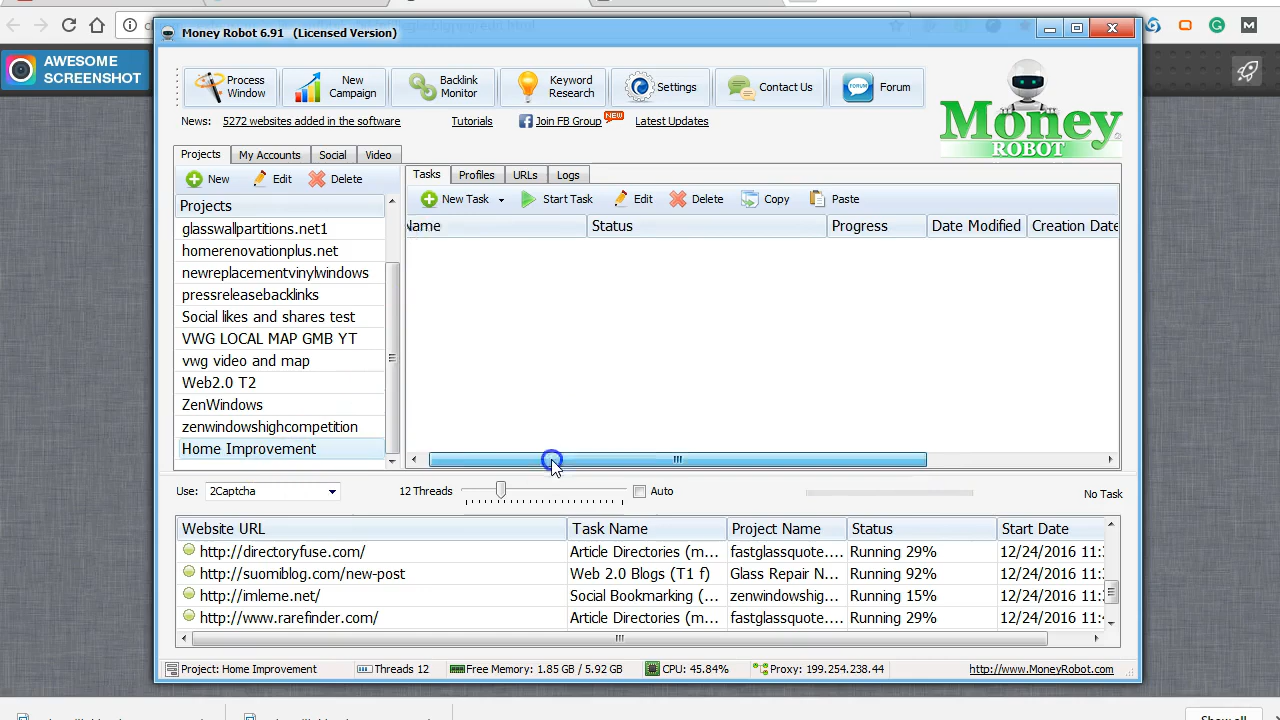 Money Robot 6.91 (Licensed Version)
AWESOME
SCREENSHOT
Process
Window
New
Campaign
Backlink
Monitor
Keyword
Research
Settings
Contact Us
FORUM
Forum
News:
5272 websites added in the software
Tutorials
Join FB Group
NEW
Latest Updates
Money
ROBOT
Projects
My Accounts
Social
Video
New
Edit
Delete
Projects
glasswallpartitions.net1
homerenovationplus.net
newreplacementvinylwindows
pressreleasebacklinks
Social likes and shares test
VWG LOCAL MAP GMB YT
vwg video and map
Web2.0 T2
ZenWindows
zenwindowshighcompetition
Home Improvement
Tasks
Profiles
URLs
Logs
New Task
Start Task
Edit
Delete
Copy
Paste
Name
Status
Progress
Date Modified
Creation Date
Use:
2Captcha
12 Threads
Auto
No Task
Website URL Task Name Project Name Status Start Date
http://directoryfuse.com/ Article Directories (m... fastglassquote.... Running 29% 12/24/2016 11:
http://suomiblog.com/new-post Web 2.0 Blogs (T1 f) Glass Repair N... Running 92% 12/24/2016 11:
http://imleme.net/ Social Bookmarking (... zenwindowshig... Running 15% 12/24/2016 11:
http://www.rarefinder.com/ Article Directories (m... fastglassquote.... Running 29% 12/24/2016 11:
Project: Home Improvement
Threads 12
Free Memory: 1.85 GB / 5.92 GB
CPU: 45.84%
Proxy: 199.254.238.44
http://www.MoneyRobot.com